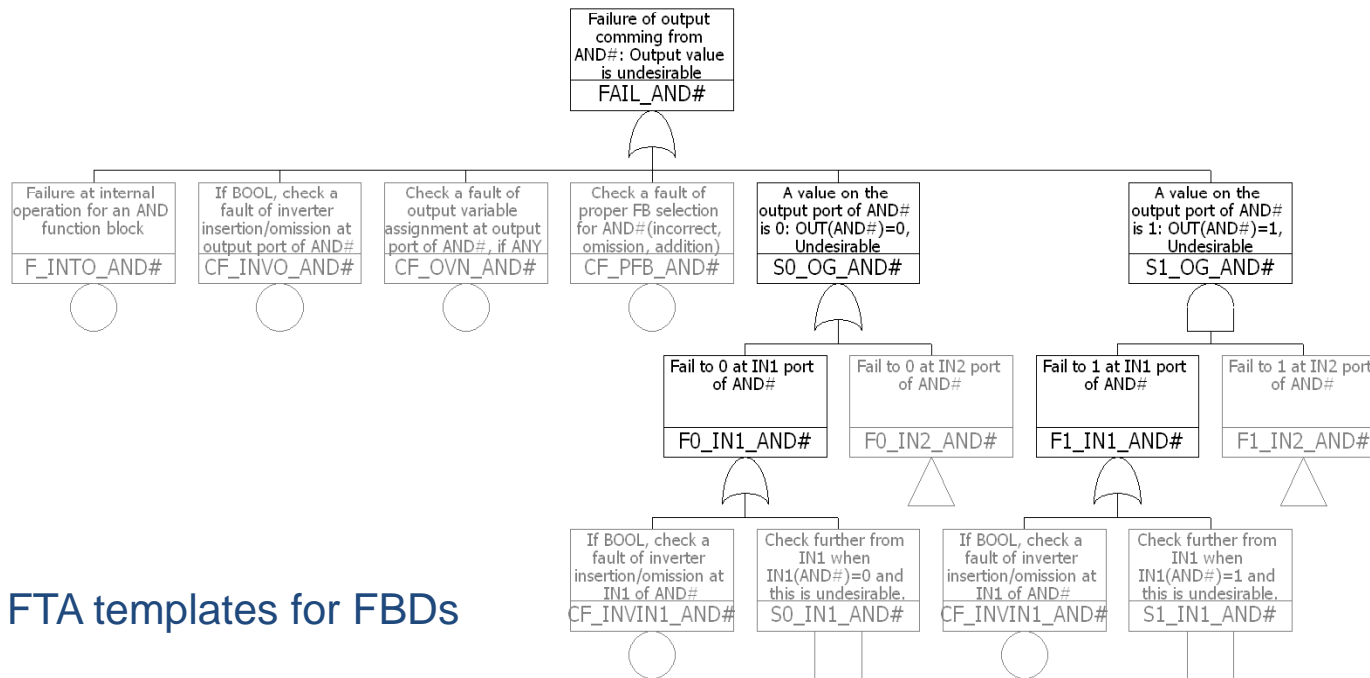 Failure of output
comming from
AND#: Output value
is undesirable
FAIL_AND#
Failure at internal
operation for an AND
function block
F_INTO_AND#
If BOOL, check a
fault of inverter
insertion/omission at
output port of AND#
CF_INVO_AND#
Check a fault of
output variable
assignment at output
port of AND#, if ANY
CF_OVN_AND#
Check a fault of
proper FB selection
for AND#(incorrect,
omission, addition)
CF_PFB_AND#
A value on the
output port of AND#
is 0: OUT(AND#)=0,
Undesirable
S0_OG_AND#
A value on the
output port of AND#
is 1: OUT(AND#)=1,
Undesirable
S1_OG_AND#
Fail to 0 at IN1 port
of AND#
F0_IN1_AND#
Fail to 0 at IN2 port
of AND#
F0_IN2_AND#
Fail to 1 at IN1 port
of AND#
F1_IN1_AND#
Fail to 1 at IN2 port
of AND#
F1_IN2_AND#
If BOOL, check a
fault of inverter
insertion/omission at
IN1 of AND#
CF_INVIN1_AND#
Check further from
IN1 when
IN1(AND#)=0 and
this is undesirable.
S0_IN1_AND#
If BOOL, check a
fault of inverter
insertion/omission at
IN1 of AND#
CF_INVIN1_AND#
Check further from
IN1 when
IN1(AND#)=1 and
this is undesirable.
S1_IN1_AND#
FTA templates for FBDs